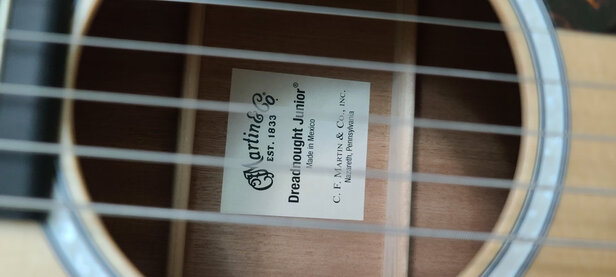 Martin & Co.
EST. 1833
Dreadnought Junior®
Made in Mexico
C. F. MARTIN & CO., INC.
Nazareth, Pennsylvania